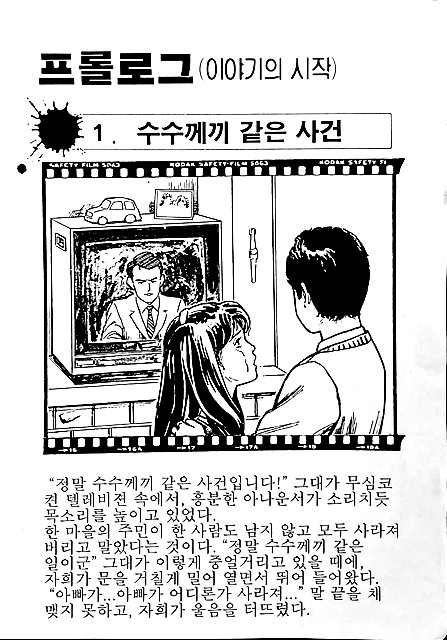 프롤로그 (이야기의 시작)
1. 수수께끼 같은 사건
SAFETY FILM 5063 KODAK SAFETY-FILM 5063 KODAK SAFETY FI
16 16A 17 17A 18 18A
“정말 수수께끼 같은 사건입니다!” 그대가 무심코
켠 텔레비젼 속에서, 흥분한 아나운서가 소리치듯
목소리를 높이고 있었다.
한 마을의 주민이 한 사람도 남지 않고 모두 사라져
버리고 말았다는 것이다. “정말 수수께끼 같은
일이군” 그대가 이렇게 중얼거리고 있을 때에,
자희가 문을 거칠게 밀어 열면서 뛰어 들어왔다.
“아빠가...아빠가 어디론가 사라져...” 말 끝을 채
맺지 못하고, 자희가 울음을 터뜨렸다.